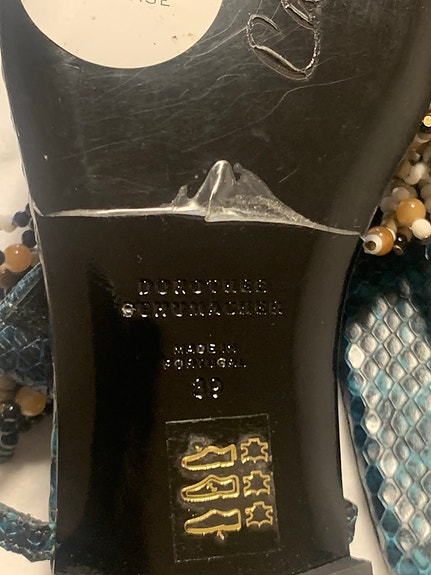 DOROTHEE
SCHUMACHER
MADE IN
PORTUGAL
39